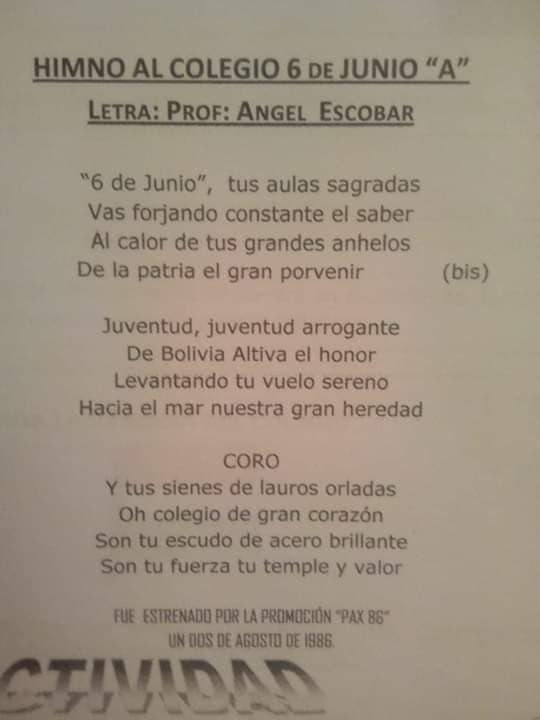 HIMNO AL COLEGIO 6 DE JUNIO “A”
LETRA: PROF: ANGEL ESCOBAR
“6 de Junio”, tus aulas sagradas
Vas forjando constante el saber
Al calor de tus grandes anhelos
De la patria el gran porvenir (bis)
Juventud, juventud arrogante
De Bolivia Altiva el honor
Levantando tu vuelo sereno
Hacia el mar nuestra gran heredad
CORO
Y tus sienes de lauros orladas
Oh colegio de gran corazón
Son tu escudo de acero brillante
Son tu fuerza tu temple y valor
FUE ESTRENADO POR LA PROMOCIÓN “PAX 86”
UN DOS DE AGOSTO DE 1986.
CTIVIDAD